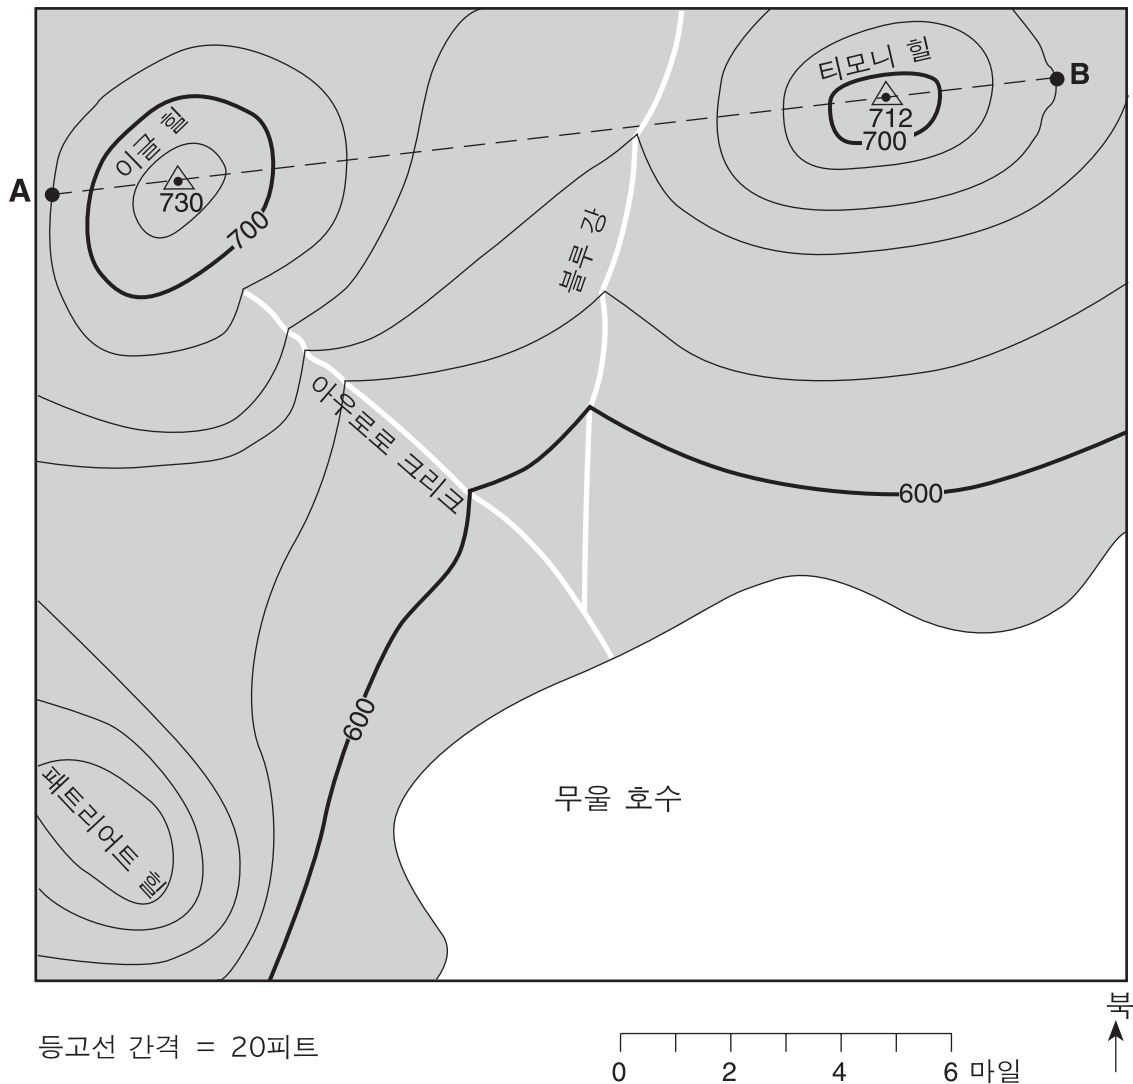 티모니 힐
B
712
700
이글 힐
A
730
700
블루 강
아우로로 크리크
600
600
패트리어트 힐
무울 호수
북
등고선 간격 = 20피트
0 2 4 6 마일